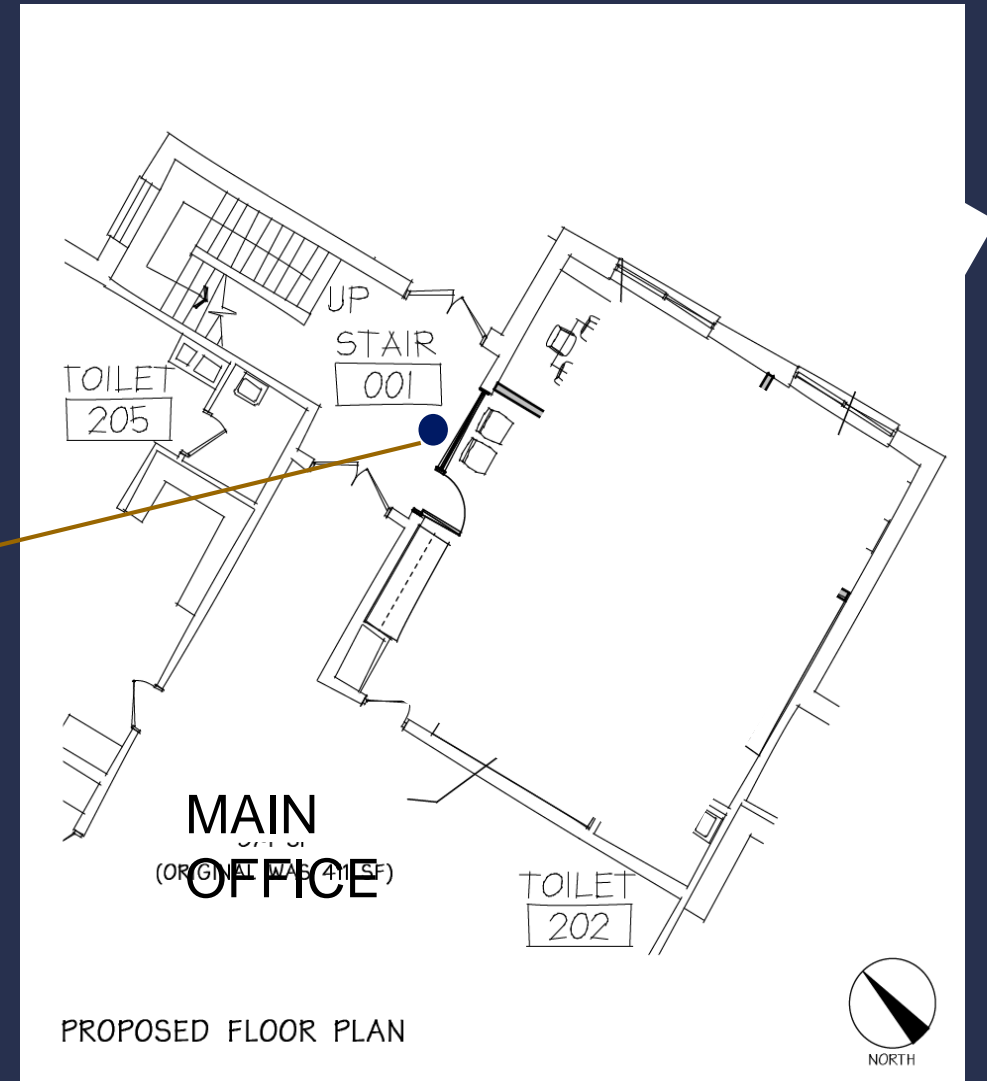 UP
STAIR
001
TOILET
205
MAIN
OFFICE
(ORIGINAL WAS 411 SF)
TOILET
202
PROPOSED FLOOR PLAN
NORTH